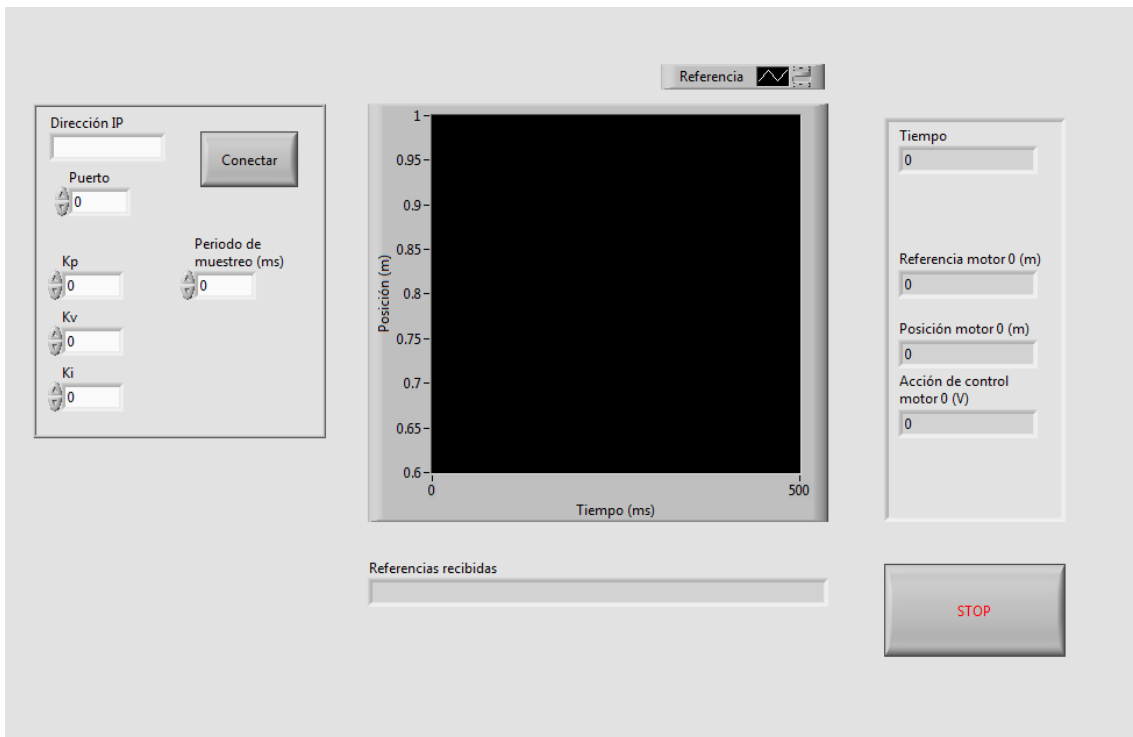 Referencia
Dirección IP
Conectar
Puerto
0
Kp
0
Periodo de
muestreo (ms)
0
Kv
0
Ki
0
Posición (m)
1
0.95
0.9
0.85
0.8
0.75
0.7
0.65
0.6
0
500
Tiempo (ms)
Referencias recibidas
Tiempo
0
Referencia motor 0 (m)
0
Posición motor 0 (m)
0
Acción de control
motor 0 (V)
0
STOP